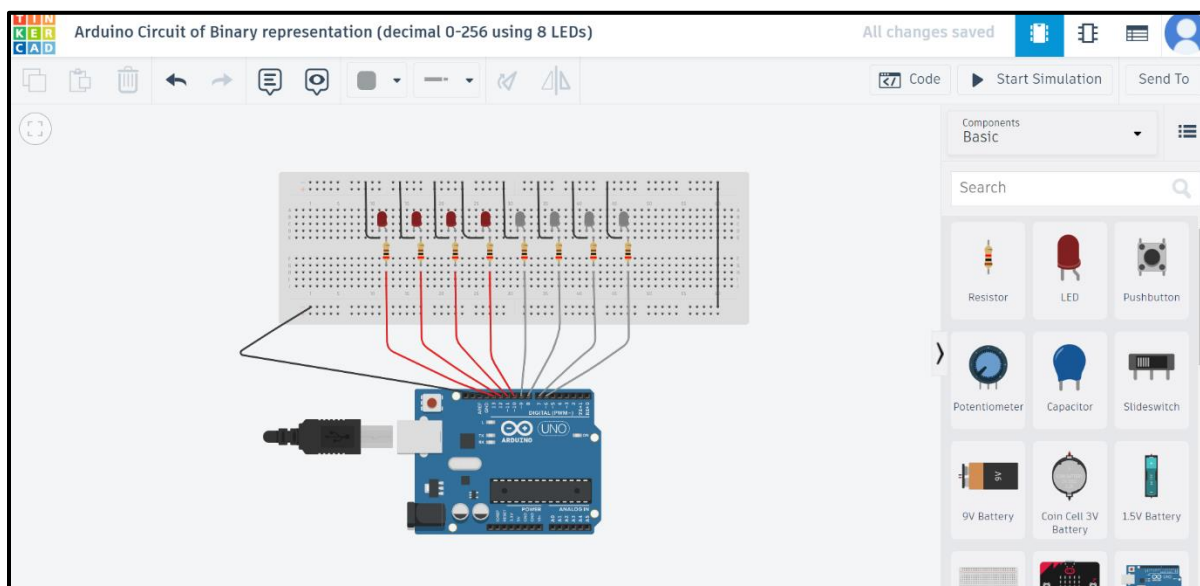 TIN
KER
CAD
Arduino Circuit of Binary representation (decimal 0-256 using 8 LEDs)
All changes saved
Code
Start Simulation
Send To
Components
Basic
Search
Resistor
LED
Pushbutton
Potentiometer
Capacitor
Slideswitch
9V
9V Battery
Coin Cell 3V
Battery
1.5V Battery
DIGITAL (PWM~)
UNO
ARDUINO
POWER
ANALOG IN